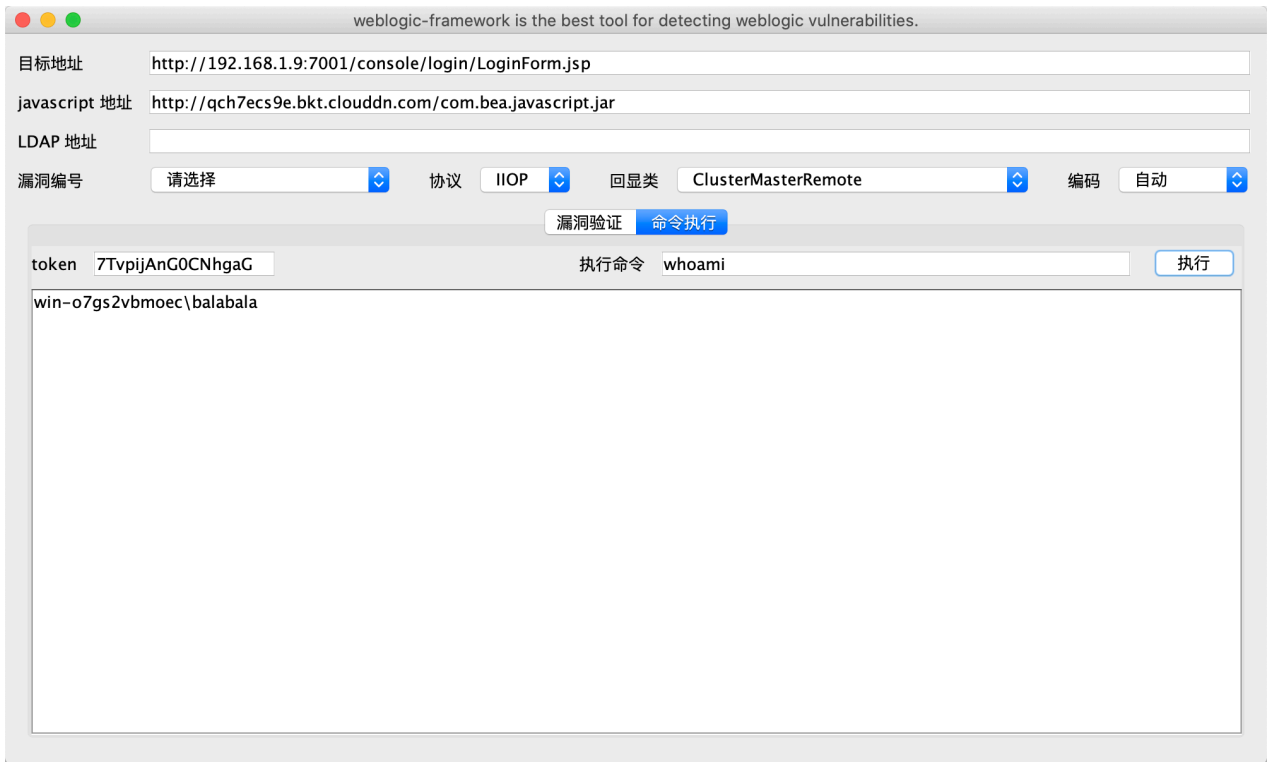 weblogic-framework is the best tool for detecting weblogic vulnerabilities.
目标地址 http://192.168.1.9:7001/console/login/LoginForm.jsp
javascript 地址 http://qch7ecs9e.bkt.clouddn.com/com.bea.javascript.jar
LDAP 地址
漏洞编号 请选择 协议 IIOP 回显类 ClusterMasterRemote 编码 自动
漏洞验证 命令执行
token 7TvpijAnG0CNhgaG 执行命令 whoami 执行
win-o7gs2vbmoec\balabala